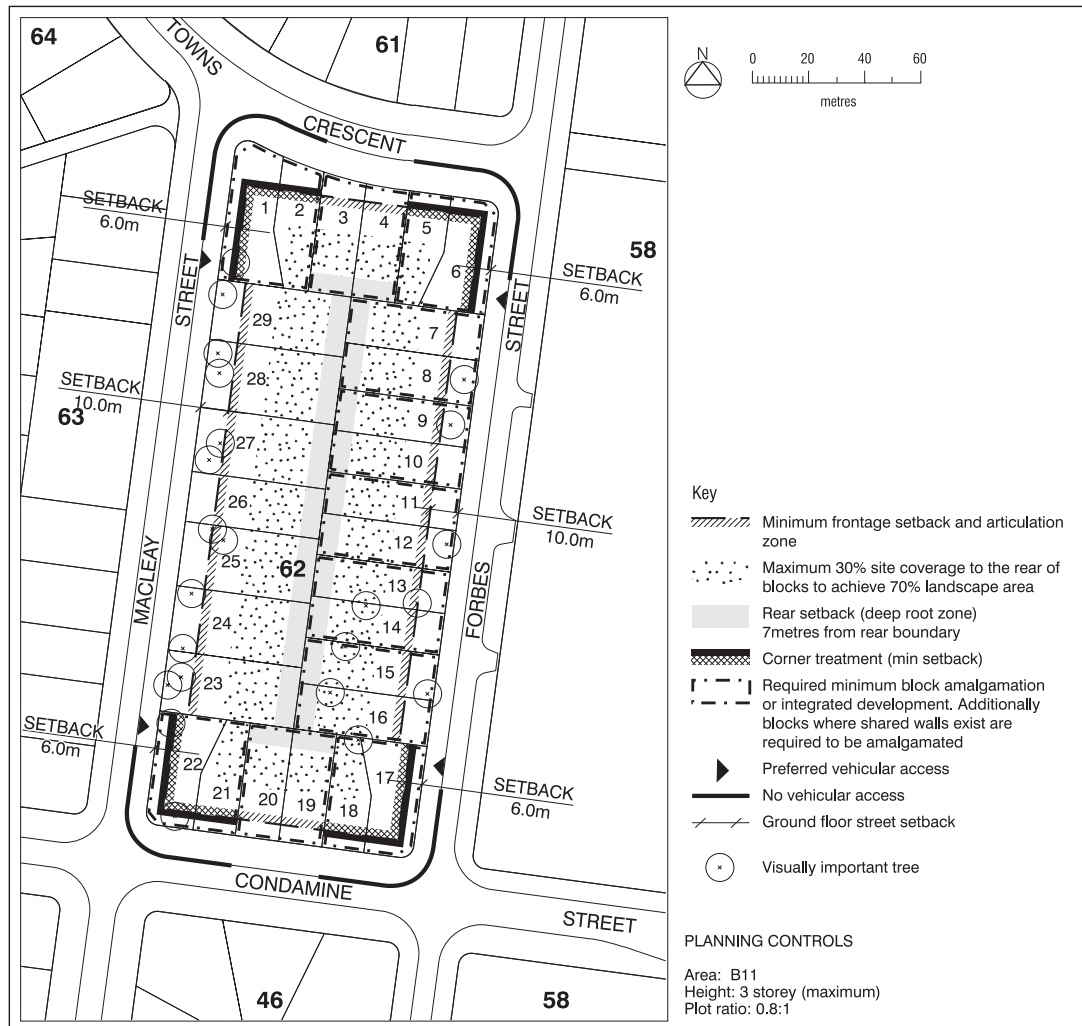 64
61
TOWNS
CRESCENT
N
0 20 40 60
metres
SETBACK
6.0m
1
2
3
4
5
6
58
SETBACK
6.0m
STREET
STREET
29
7
28
8
SETBACK
10.0m
63
9
27
10
26
11
SETBACK
10.0m
12
25
62
13
MACLEAY
FORBES
24
14
15
23
16
SETBACK
6.0m
22
17
21
20
19
18
SETBACK
6.0m
CONDAMINE
STREET
46
58
Key
Minimum frontage setback and articulation
zone
Maximum 30% site coverage to the rear of
blocks to achieve 70% landscape area
Rear setback (deep root zone)
7metres from rear boundary
Corner treatment (min setback)
Required minimum block amalgamation
or integrated development. Additionally
blocks where shared walls exist are
required to be amalgamated
Preferred vehicular access
No vehicular access
Ground floor street setback
Visually important tree
PLANNING CONTROLS
Area: B11
Height: 3 storey (maximum)
Plot ratio: 0.8:1